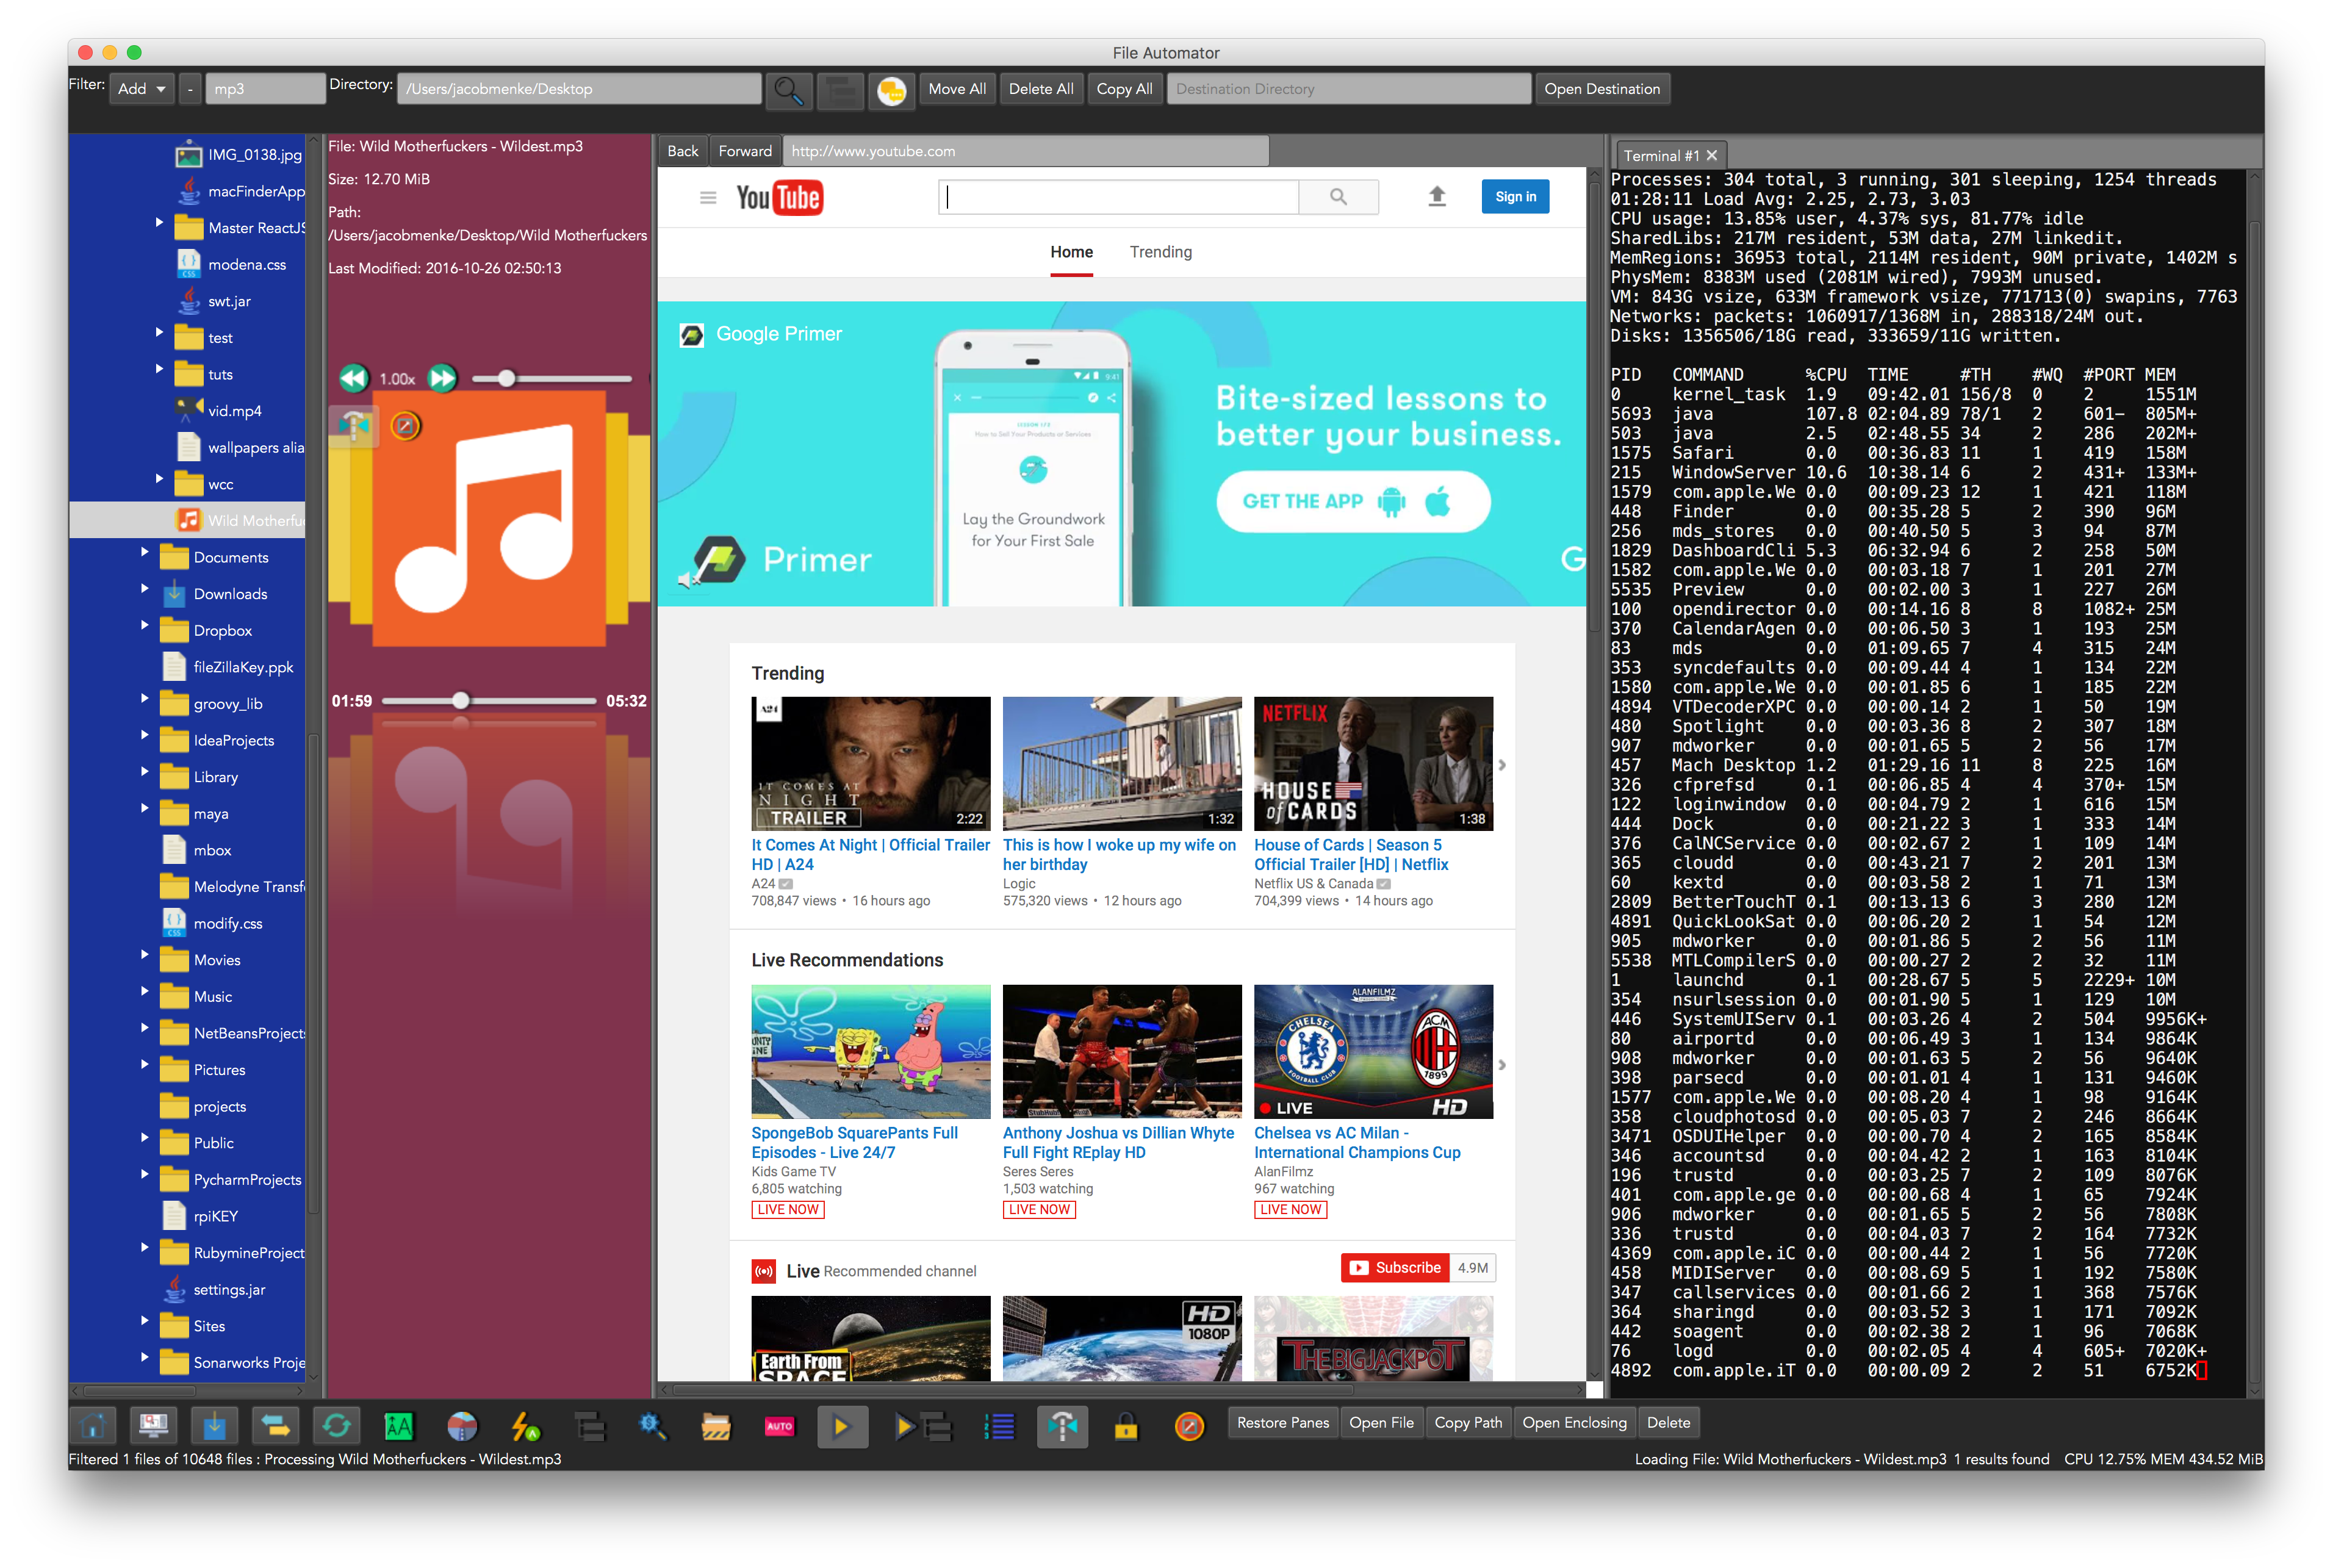 File Automator
Filter: Add - mp3 Directory: /Users/jacobmenke/Desktop Move All Delete All Copy All Destination Directory Open Destination
IMG_0138.jpg
macFinderApp
Master ReactJS
modena.css
swt.jar
test
tuts
vid.mp4
wallpapers alia
wcc
Wild Motherfuc
Documents
Downloads
Dropbox
fileZillaKey.ppk
groovy_lib
IdeaProjects
Library
maya
mbox
Melodyne Transf
modify.css
Movies
Music
NetBeansProjects
Pictures
projects
Public
PycharmProjects
rpiKEY
RubymineProject
settings.jar
Sites
Sonarworks Proje
File: Wild Motherfuckers - Wildest.mp3
Size: 12.70 MiB
Path:
/Users/jacobmenke/Desktop/Wild Motherfuckers
Last Modified: 2016-10-26 02:50:13
1.00x
01:59 05:32
Back Forward http://www.youtube.com
YouTube Sign in
Home Trending
Google Primer
9:41
LESSON 1/2
How to Sell Your Products or Services
Lay the Groundwork
for Your First Sale
Bite-sized lessons to
better your business.
GET THE APP
Primer
G
Trending
A24
IT COMES AT
NIGHT
TRAILER 2:22
1:32
NETFLIX
HOUSE
of CARDS 1:38
It Comes At Night | Official Trailer
HD | A24
A24
708,847 views • 16 hours ago
This is how I woke up my wife on
her birthday
Logic
575,320 views • 12 hours ago
House of Cards | Season 5
Official Trailer [HD] | Netflix
Netflix US & Canada
704,399 views • 14 hours ago
Live Recommendations
ALANFILMZ
CHELSEA
FOOTBALL CLUB
ACM
1899
LIVE HD
SpongeBob SquarePants Full
Episodes - Live 24/7
Kids Game TV
6,805 watching
LIVE NOW
Anthony Joshua vs Dillian Whyte
Full Fight REplay HD
Seres Seres
1,503 watching
LIVE NOW
Chelsea vs AC Milan -
International Champions Cup
AlanFilmz
967 watching
LIVE NOW
Live Recommended channel Subscribe 4.9M
Earth From
SPACE
HD
1080P
THEBIGJACKPOT
Terminal #1
Processes: 304 total, 3 running, 301 sleeping, 1254 threads
01:28:11 Load Avg: 2.25, 2.73, 3.03
CPU usage: 13.85% user, 4.37% sys, 81.77% idle
SharedLibs: 217M resident, 53M data, 27M linkedit.
MemRegions: 36953 total, 2114M resident, 90M private, 1402M s
PhysMem: 8383M used (2081M wired), 7993M unused.
VM: 843G vsize, 633M framework vsize, 771713(0) swapins, 7763
Networks: packets: 1060917/1368M in, 288318/24M out.
Disks: 1356506/18G read, 333659/11G written.
PID COMMAND %CPU TIME #TH #WQ #PORT MEM
0 kernel_task 1.9 09:42.01 156/8 0 2 1551M
5693 java 107.8 02:04.89 78/1 2 601– 805M+
503 java 2.5 02:48.55 34 2 286 202M+
1575 Safari 0.0 00:36.83 11 1 419 158M
215 WindowServer 10.6 10:38.14 6 2 431+ 133M+
1579 com.apple.We 0.0 00:09.23 12 1 421 118M
448 Finder 0.0 00:35.28 5 2 390 96M
256 mds_stores 0.0 00:40.50 5 3 94 87M
1829 DashboardCli 5.3 06:32.94 6 2 258 50M
1582 com.apple.We 0.0 00:03.18 7 1 201 27M
5535 Preview 0.0 00:02.00 3 1 227 26M
100 opendirector 0.0 00:14.16 8 8 1082+ 25M
370 CalendarAgen 0.0 00:06.50 3 1 193 25M
83 mds 0.0 01:09.65 7 4 315 24M
353 syncdefaults 0.0 00:09.44 4 1 134 22M
1580 com.apple.We 0.0 00:01.85 6 1 185 22M
4894 VTDecoderXPC 0.0 00:00.14 2 1 50 19M
480 Spotlight 0.0 00:03.36 8 2 307 18M
907 mdworker 0.0 00:01.65 5 2 56 17M
457 Mach Desktop 1.2 01:29.16 11 8 225 16M
326 cfprefsd 0.1 00:06.85 4 4 370+ 15M
122 loginwindow 0.0 00:04.79 2 1 616 15M
444 Dock 0.0 00:21.22 3 1 333 14M
376 CalNCService 0.0 00:02.67 2 1 109 14M
365 cloudd 0.0 00:43.21 7 2 201 13M
60 kextd 0.0 00:03.58 2 1 71 13M
2809 BetterTouchT 0.1 00:13.13 6 3 280 12M
4891 QuickLookSat 0.0 00:06.20 2 1 54 12M
905 mdworker 0.0 00:01.86 5 2 56 11M
5538 MTLCompilerS 0.0 00:00.27 2 2 32 11M
1 launchd 0.1 00:28.67 5 5 2229+ 10M
354 nsurlsession 0.0 00:01.90 5 1 129 10M
446 SystemUIServ 0.1 00:03.26 4 2 504 9956K+
80 airportd 0.0 00:06.49 3 1 134 9864K
908 mdworker 0.0 00:01.63 5 2 56 9640K
398 parsecd 0.0 00:01.01 4 1 131 9460K
1577 com.apple.We 0.0 00:08.20 4 1 98 9164K
358 cloudphotosd 0.0 00:05.03 7 2 246 8664K
3471 OSDUIHelper 0.0 00:00.70 4 2 165 8584K
346 accountsd 0.0 00:04.42 2 1 163 8104K
196 trustd 0.0 00:03.25 7 2 109 8076K
401 com.apple.ge 0.0 00:00.68 4 1 65 7924K
906 mdworker 0.0 00:01.65 5 2 56 7808K
336 trustd 0.0 00:04.03 7 2 164 7732K
4369 com.apple.iC 0.0 00:00.44 2 1 56 7720K
458 MIDIServer 0.0 00:08.69 5 1 192 7580K
347 callservices 0.0 00:01.66 2 1 368 7576K
364 sharingd 0.0 00:03.52 3 1 171 7092K
442 soagent 0.0 00:02.38 2 1 96 7068K
76 logd 0.0 00:02.05 4 4 605+ 7020K+
4892 com.apple.iT 0.0 00:00.09 2 2 51 6752K
AUTO Restore Panes Open File Copy Path Open Enclosing Delete
Filtered 1 files of 10648 files : Processing Wild Motherfuckers - Wildest.mp3 Loading File: Wild Motherfuckers - Wildest.mp3 1 results found CPU 12.75% MEM 434.52 MiB